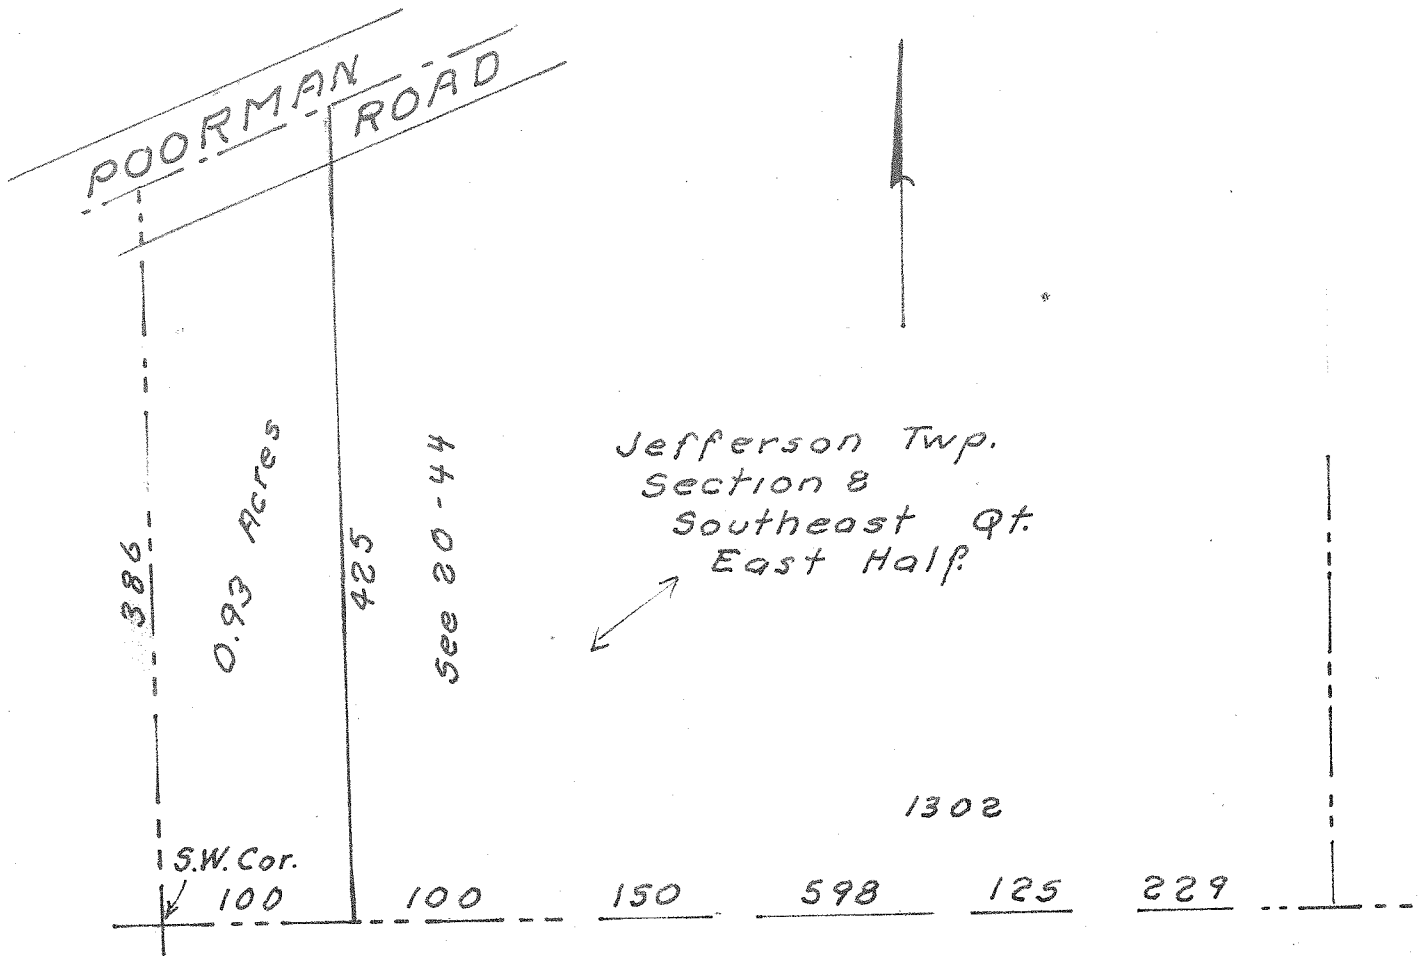 POORMAN
ROAD
Jefferson Twp.
Section 8
Southeast Qt.
East Half.
386
0.93 Acres
425
See 20-44
1302
S.W. Cor.
100
100
150
598
125
229